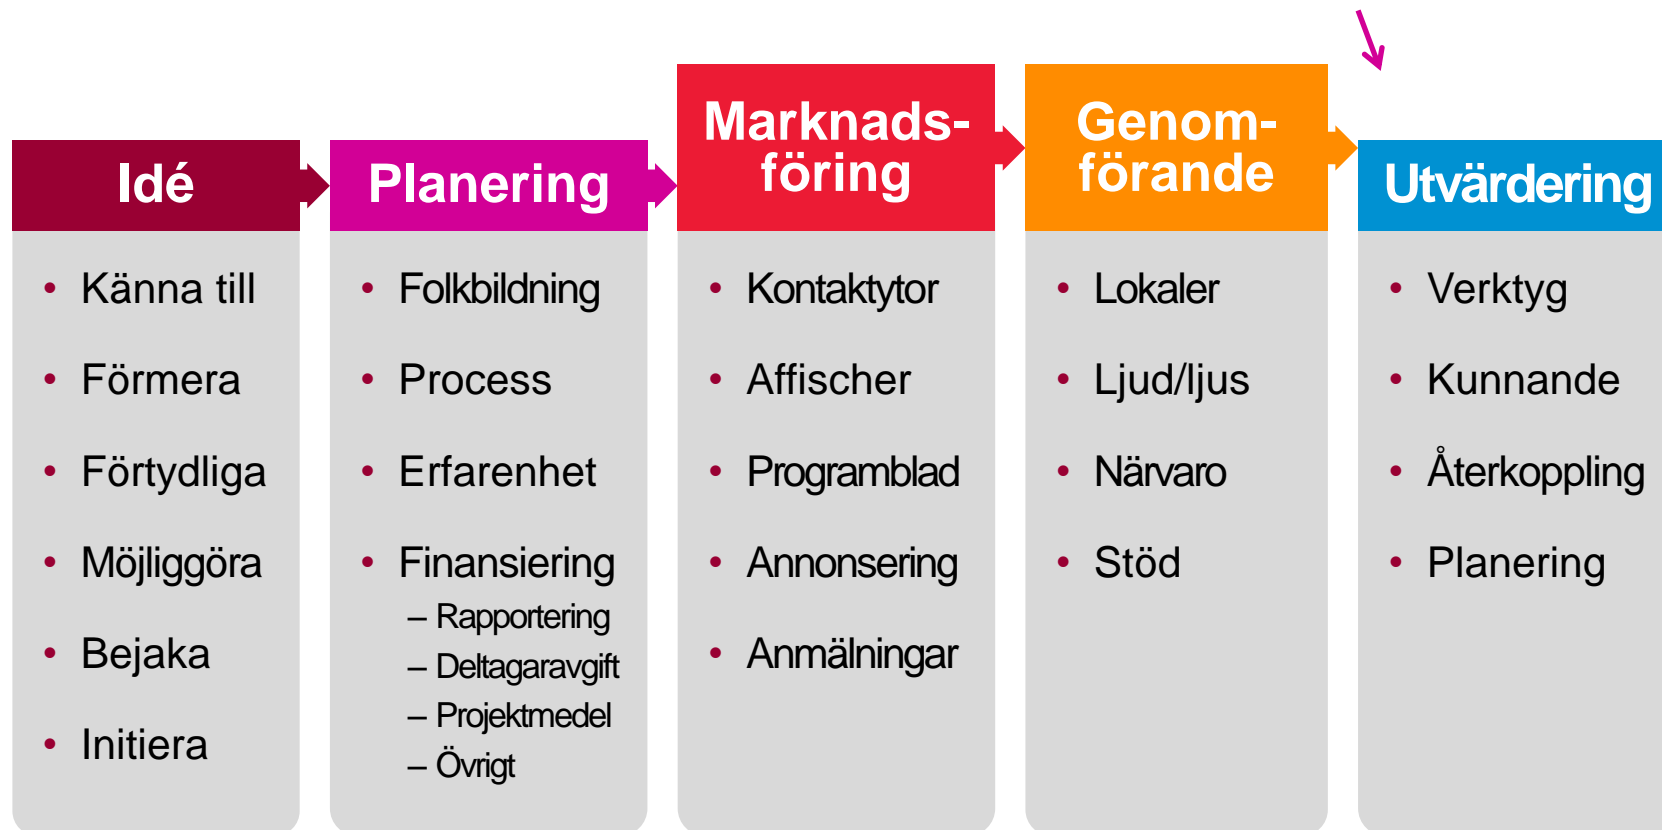 Idé
• Känna till
• Förmera
• Förtydliga
• Möjliggöra
• Bejaka
• Initiera
Planering
• Folkbildning
• Process
• Erfarenhet
• Finansiering
– Rapportering
– Deltagaravgift
– Projektmedel
– Övrigt
Marknads-
föring
• Kontaktytor
• Affischer
• Programblad
• Annonsering
• Anmälningar
Genom-
förande
• Lokaler
• Ljud/ljus
• Närvaro
• Stöd
Utvärdering
• Verktyg
• Kunnande
• Återkoppling
• Planering